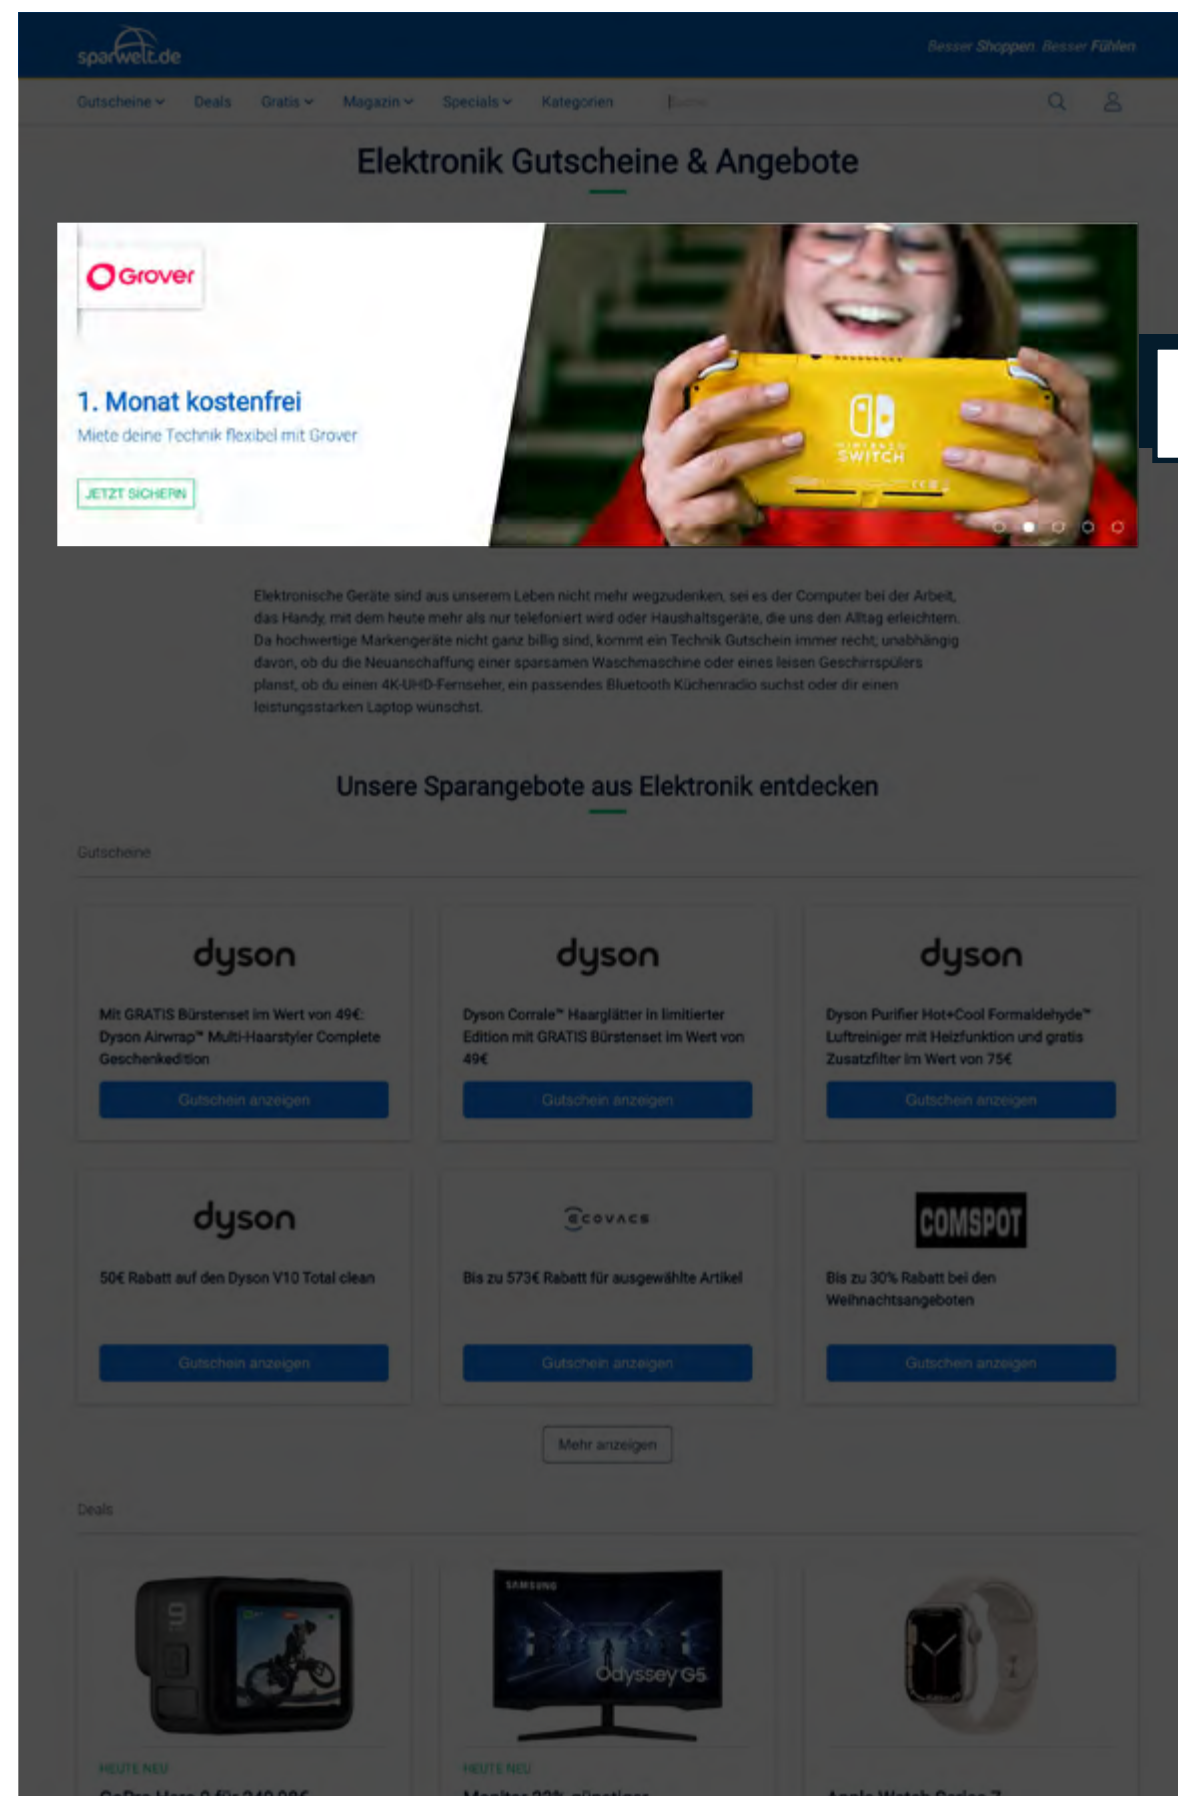 sparwelt.de
Besser Shoppen. Besser Fühlen.
Gutscheine Deals Gratis Magazin Specials Kategorien Suche
Elektronik Gutscheine & Angebote
Grover
1. Monat kostenfrei
Miete deine Technik flexibel mit Grover
JETZT SICHERN
NINTENDO
SWITCH
Elektronische Geräte sind aus unserem Leben nicht mehr wegzudenken, sei es der Computer bei der Arbeit,
das Handy, mit dem heute mehr als nur telefoniert wird oder Haushaltsgeräte, die uns den Alltag erleichtern.
Da hochwertige Markengeräte nicht ganz billig sind, kommt ein Technik Gutschein immer recht; unabhängig
davon, ob du die Neuanschaffung einer sparsamen Waschmaschine oder eines leisen Geschirrspülers
planst, ob du einen 4K-UHD-Fernseher, ein passendes Bluetooth Küchenradio suchst oder dir einen
leistungsstarken Laptop wünschst.
Unsere Sparangebote aus Elektronik entdecken
Gutscheine
dyson
Mit GRATIS Bürstenset im Wert von 49€:
Dyson Airwrap™ Multi-Haarstyler Complete
Geschenkedition
Gutschein anzeigen
dyson
Dyson Corrale™ Haarglätter in limitierter
Edition mit GRATIS Bürstenset im Wert von
49€
Gutschein anzeigen
dyson
Dyson Purifier Hot+Cool Formaldehyde™
Luftreiniger mit Heizfunktion und gratis
Zusatzfilter im Wert von 75€
Gutschein anzeigen
dyson
50€ Rabatt auf den Dyson V10 Total clean
Gutschein anzeigen
ecovacs
Bis zu 573€ Rabatt für ausgewählte Artikel
Gutschein anzeigen
COMSPOT
Bis zu 30% Rabatt bei den
Weihnachtsangeboten
Gutschein anzeigen
Mehr anzeigen
Deals
9
HEUTE NEU
SAMSUNG
Odyssey G5
HEUTE NEU
Apple Watch Series 7